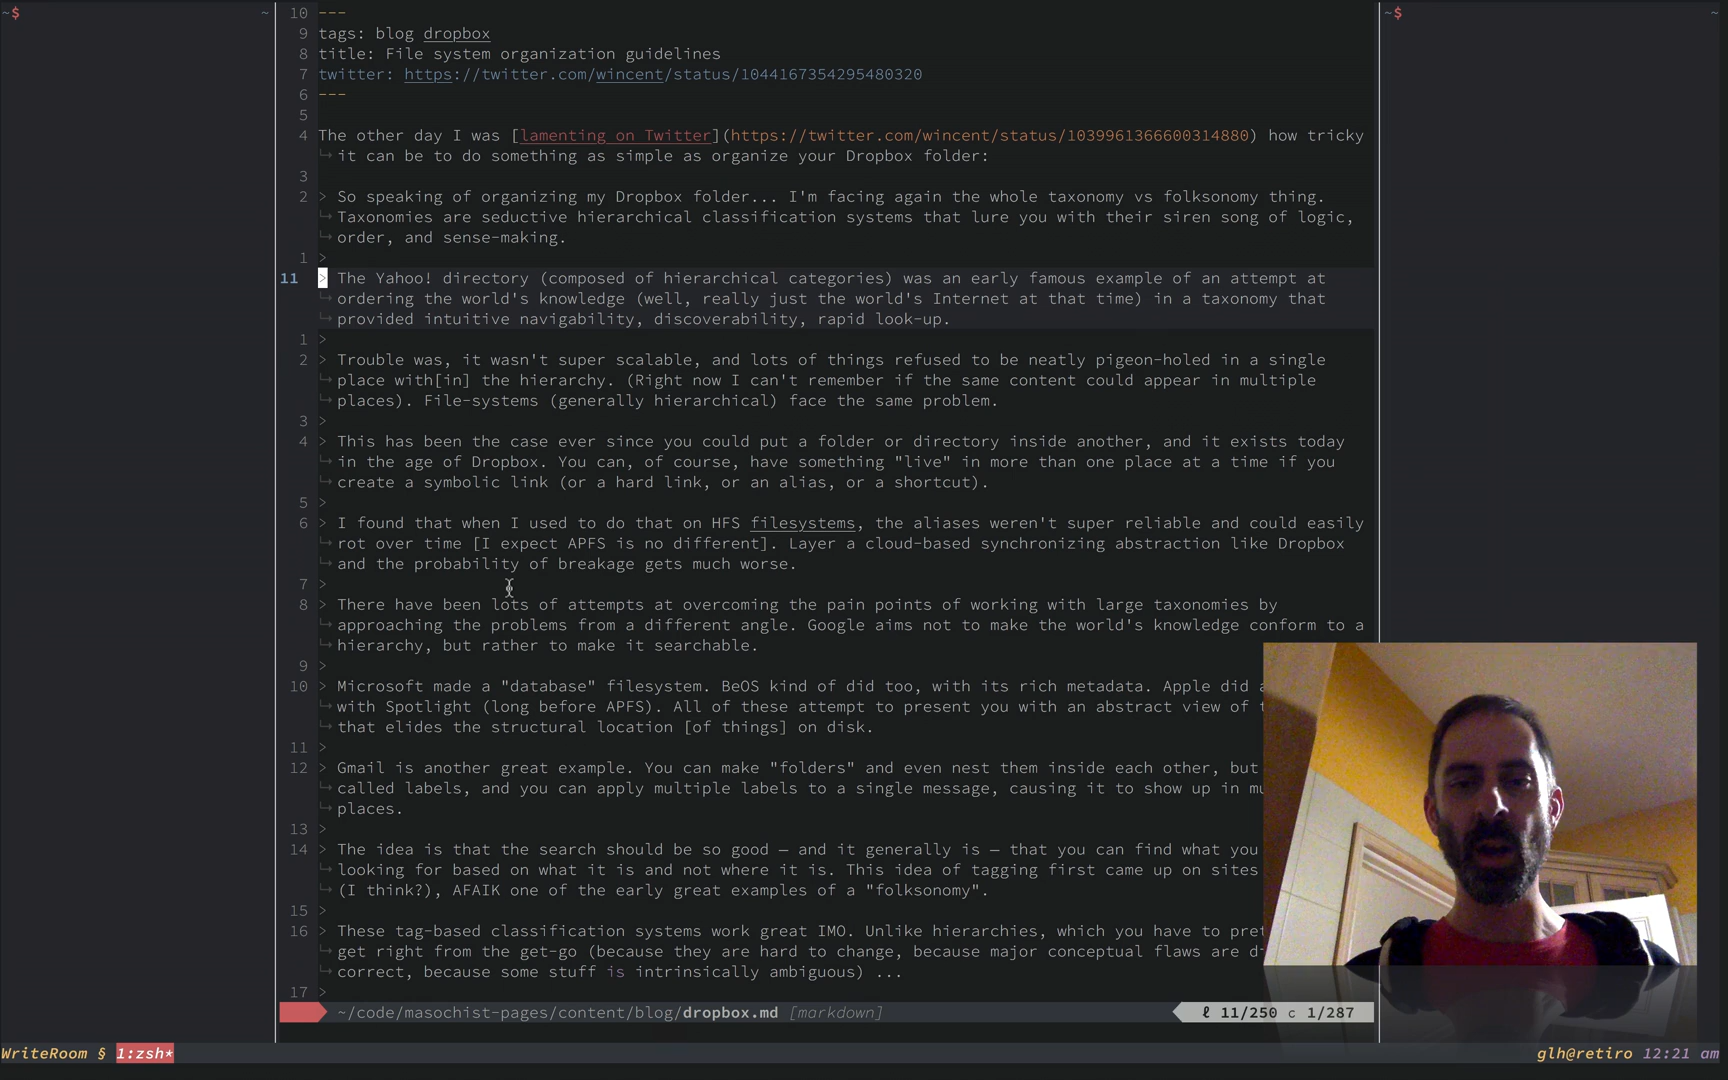 ~$ ~ 10 --- ~$ ~
9 tags: blog dropbox
8 title: File system organization guidelines
7 twitter: https://twitter.com/wincent/status/1044167354295480320
6 ---
5
4 The other day I was [lamenting on Twitter](https://twitter.com/wincent/status/1039961366600314880) how tricky
it can be to do something as simple as organize your Dropbox folder:
3
2 > So speaking of organizing my Dropbox folder... I'm facing again the whole taxonomy vs folksonomy thing.
Taxonomies are seductive hierarchical classification systems that lure you with their siren song of logic,
order, and sense-making.
1 >
11 > The Yahoo! directory (composed of hierarchical categories) was an early famous example of an attempt at
ordering the world's knowledge (well, really just the world's Internet at that time) in a taxonomy that
provided intuitive navigability, discoverability, rapid look-up.
1 >
2 > Trouble was, it wasn't super scalable, and lots of things refused to be neatly pigeon-holed in a single
place with[in] the hierarchy. (Right now I can't remember if the same content could appear in multiple
places). File-systems (generally hierarchical) face the same problem.
3 >
4 > This has been the case ever since you could put a folder or directory inside another, and it exists today
in the age of Dropbox. You can, of course, have something "live" in more than one place at a time if you
create a symbolic link (or a hard link, or an alias, or a shortcut).
5 >
6 > I found that when I used to do that on HFS filesystems, the aliases weren't super reliable and could easily
rot over time [I expect APFS is no different]. Layer a cloud-based synchronizing abstraction like Dropbox
and the probability of breakage gets much worse.
7 >
8 > There have been lots of attempts at overcoming the pain points of working with large taxonomies by
approaching the problems from a different angle. Google aims not to make the world's knowledge conform to a
hierarchy, but rather to make it searchable.
9 >
10 > Microsoft made a "database" filesystem. BeOS kind of did too, with its rich metadata. Apple did
with Spotlight (long before APFS). All of these attempt to present you with an abstract view of
that elides the structural location [of things] on disk.
11 >
12 > Gmail is another great example. You can make "folders" and even nest them inside each other, but
called labels, and you can apply multiple labels to a single message, causing it to show up in
places.
13 >
14 > The idea is that the search should be so good — and it generally is — that you can find what you
looking for based on what it is and not where it is. This idea of tagging first came up on sites
(I think?), AFAIK one of the early great examples of a "folksonomy".
15 >
16 > These tag-based classification systems work great IMO. Unlike hierarchies, which you have to
get right from the get-go (because they are hard to change, because major conceptual flaws are
correct, because some stuff is intrinsically ambiguous) ...
17 >
~/code/masochist-pages/content/blog/dropbox.md [markdown] ℓ 11/250 c 1/287
WriteRoom § 1:zsh* glh@retiro 12:21 am